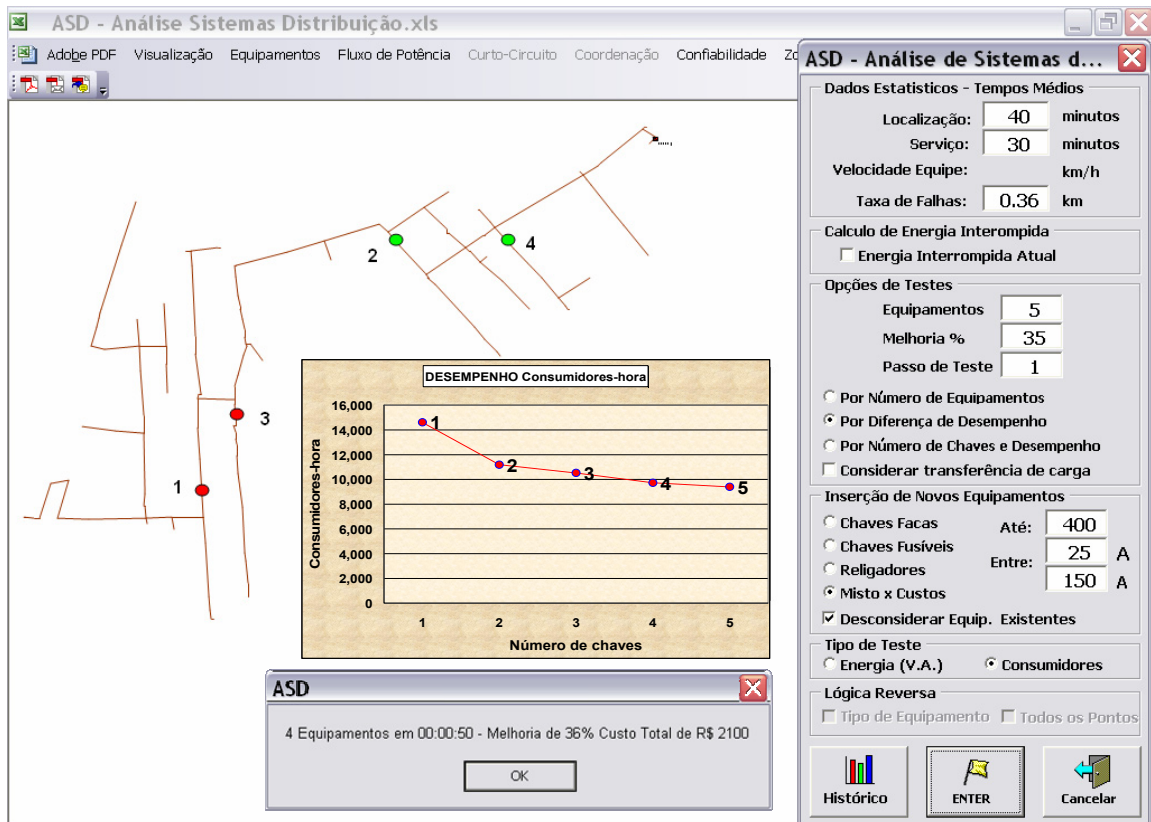 ASD - Análise Sistemas Distribuição.xls
Adobe PDF Visualização Equipamentos Fluxo de Potência Curto-Circuito Coordenação Confiabilidade
ASD - Análise de Sistemas d...
Dados Estatisticos - Tempos Médios
Localização: 40 minutos
Serviço: 30 minutos
Velocidade Equipe: km/h
Taxa de Falhas: 0.36 km
Calculo de Energia Interompida
Energia Interrompida Atual
Opções de Testes
Equipamentos 5
Melhoria % 35
Passo de Teste 1
Por Número de Equipamentos
Por Diferença de Desempenho
Por Número de Chaves e Desempenho
Considerar transferência de carga
Inserção de Novos Equipamentos
Chaves Facas Até: 400
Chaves Fusíveis
Entre: 25 A
Religadores
150 A
Misto x Custos
Desconsiderar Equip. Existentes
Tipo de Teste
Energia (V.A.) Consumidores
Lógica Reversa
Tipo de Equipamento Todos os Pontos
Histórico ENTER Cancelar
2 4
3
1
DESEMPENHO Consumidores-hora
Consumidores-hora
16,000
14,000
12,000
10,000
8,000
6,000
4,000
2,000
0
1 2 3 4 5
1 2 3 4 5
Número de chaves
ASD
4 Equipamentos em 00:00:50 - Melhoria de 36% Custo Total de R$ 2100
OK